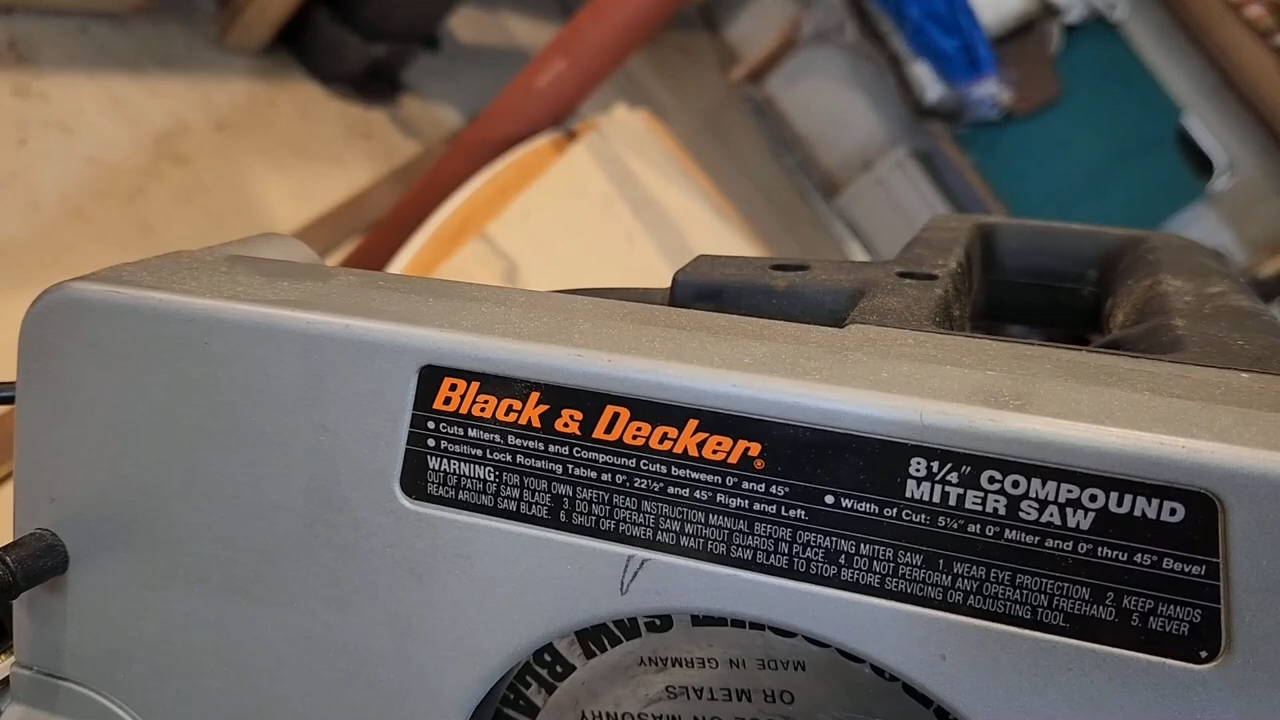 Black & Decker®
8¼″ COMPOUND
MITER SAW
● Cuts Miters, Bevels and Compound Cuts between 0° and 45°
● Positive Lock Rotating Table at 0°, 22½° and 45° Right and Left.
● Width of Cut: 5¼″ at 0° Miter and 0° thru 45° Bevel
WARNING: FOR YOUR OWN SAFETY READ INSTRUCTION MANUAL BEFORE OPERATING MITER SAW. 1. WEAR EYE PROTECTION. 2. KEEP HANDS
OUT OF PATH OF SAW BLADE. 3. DO NOT OPERATE SAW WITHOUT GUARDS IN PLACE. 4. DO NOT PERFORM ANY OPERATION FREEHAND. 5. NEVER
REACH AROUND SAW BLADE. 6. SHUT OFF POWER AND WAIT FOR SAW BLADE TO STOP BEFORE SERVICING OR ADJUSTING TOOL.
SAW
MADE IN GERMANY
OR METALS
ON MASONRY